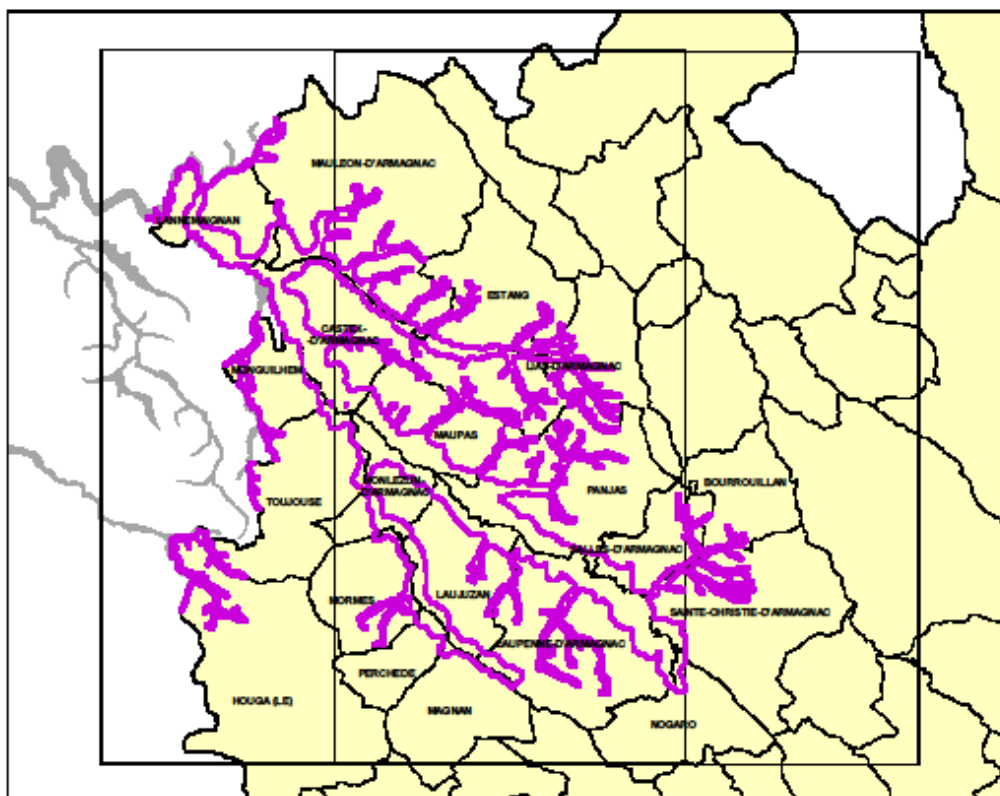 MAULEON-D'ARMAGNAC
LANNEMAIGNAN
ESTANG
CASTEX-
D'ARMAGNAC
LIAS-D'ARMAGNAC
MONGUILHEM
MAUPAS
MONLEZUN-
D'ARMAGNAC
PANJAS
BOURROUILLAN
TOUJOUSE
SALLES-D'ARMAGNAC
MORMES
LAUJUZAN
SAINTE-CHRISTIE-D'ARMAGNAC
LAUPENNE-D'ARMAGNAC
PERCHEDE
HOUGA (LE)
MAGNAN
NOGARO